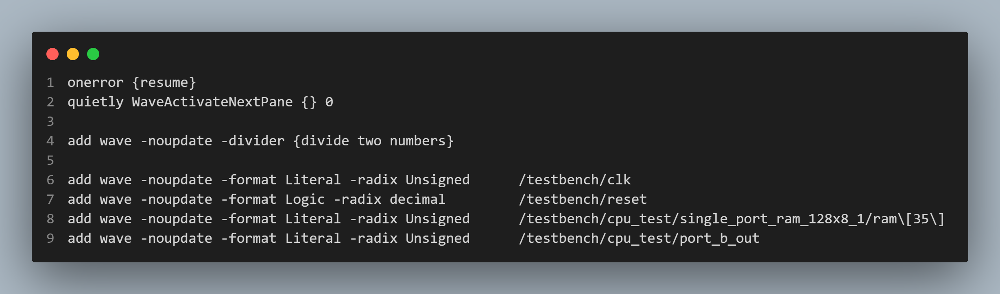 1 onerror {resume}
2 quietly WaveActivateNextPane {} 0
3
4 add wave -noupdate -divider {divide two numbers}
5
6 add wave -noupdate -format Literal -radix Unsigned      /testbench/clk
7 add wave -noupdate -format Logic -radix decimal         /testbench/reset
8 add wave -noupdate -format Literal -radix Unsigned      /testbench/cpu_test/single_port_ram_128x8_1/ram\[35\]
9 add wave -noupdate -format Literal -radix Unsigned      /testbench/cpu_test/port_b_out